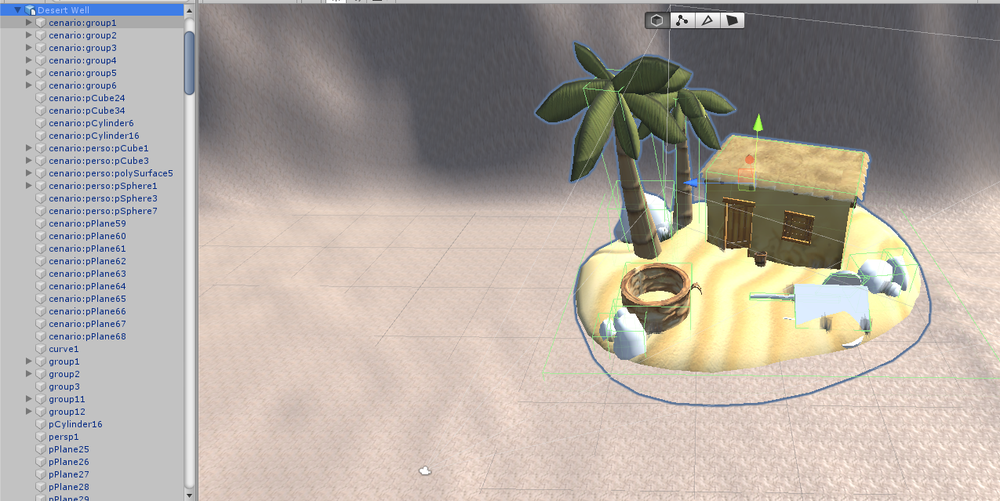 Desert Well
cenario:group1
cenario:group2
cenario:group3
cenario:group4
cenario:group5
cenario:group6
cenario:pCube24
cenario:pCube34
cenario:pCylinder6
cenario:pCylinder16
cenario:perso:pCube1
cenario:perso:pCube3
cenario:perso:polySurface5
cenario:perso:pSphere1
cenario:perso:pSphere3
cenario:perso:pSphere7
cenario:pPlane59
cenario:pPlane60
cenario:pPlane61
cenario:pPlane62
cenario:pPlane63
cenario:pPlane64
cenario:pPlane65
cenario:pPlane66
cenario:pPlane67
cenario:pPlane68
curve1
group1
group2
group3
group11
group12
pCylinder16
persp1
pPlane25
pPlane26
pPlane27
pPlane28
pPlane29